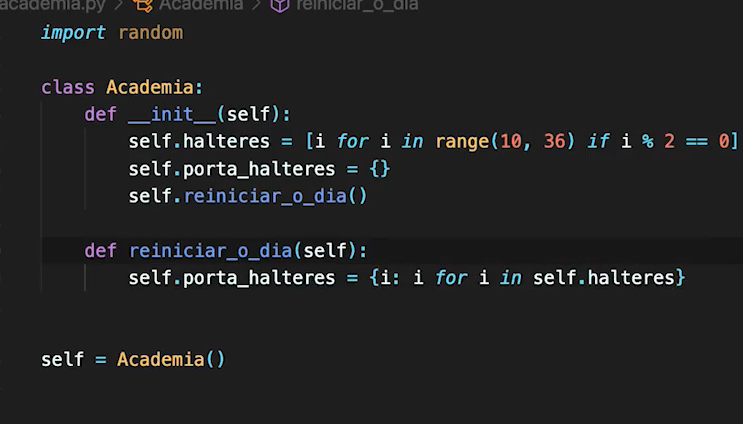 academia.py > Academia > reiniciar_o_dia
import random
class Academia:
def __init__(self):
self.halteres = [i for i in range(10, 36) if i % 2 == 0]
self.porta_halteres = {}
self.reiniciar_o_dia()
def reiniciar_o_dia(self):
self.porta_halteres = {i: i for i in self.halteres}
self = Academia()